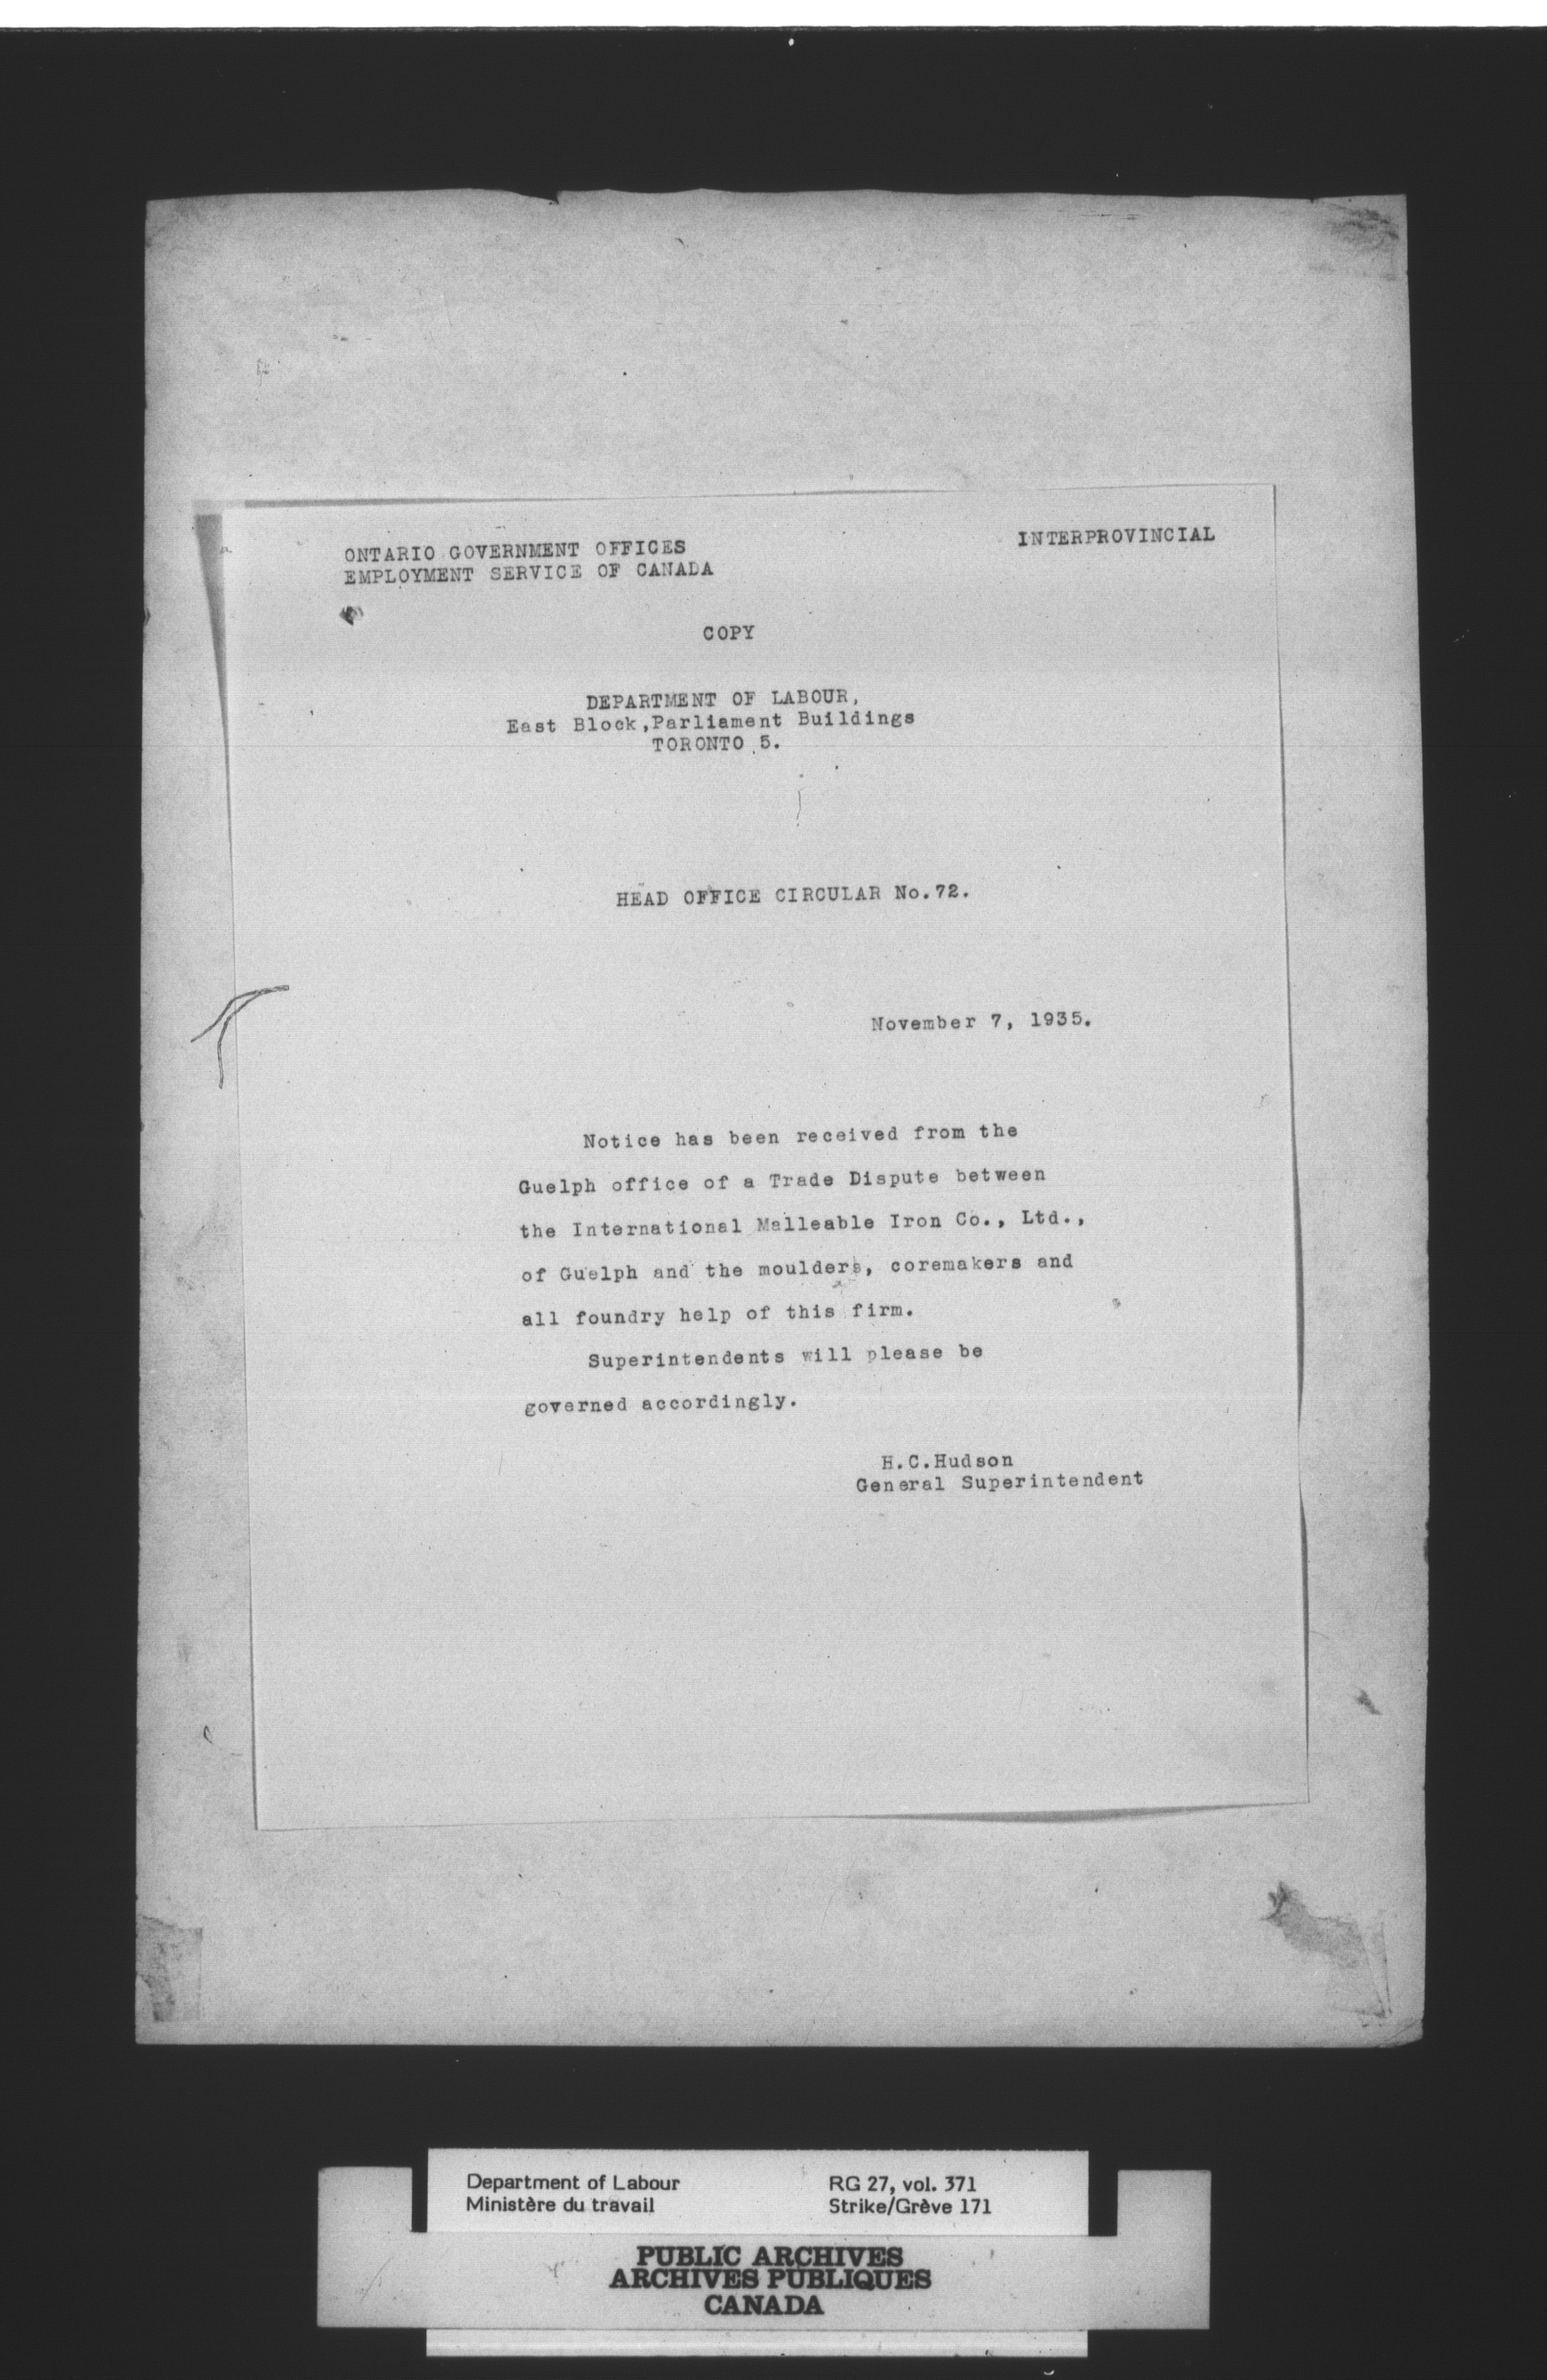 ONTARIO GOVERNMENT OFFICES
EMPLOYMENT SERVICE OF CANADA
INTERPROVINCIAL
COPY
DEPARTMENT OF LABOUR,
East Block,Parliament Buildings
TORONTO 5.
HEAD OFFICE CIRCULAR No.72.
November 7, 1935.
Notice has been received from the
Guelph office of a Trade Dispute between
the International Malleable Iron Co., Ltd.,
of Guelph and the moulders, coremakers and
all foundry help of this firm.
Superintendents will please be
governed accordingly.
H.C.Hudson
General Superintendent
Department of Labour
Ministère du travail
RG 27, vol. 371
Strike/Grève 171
PUBLIC ARCHIVES
ARCHIVES PUBLIQUES
CANADA